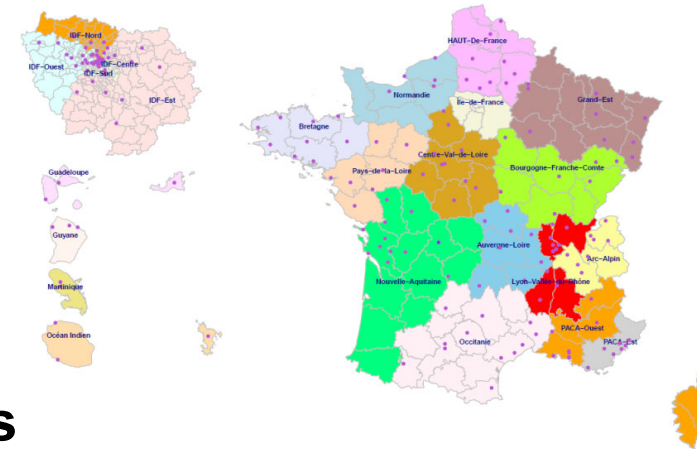 IDF-Nord
IDF-Ouest
IDF-Centre
IDF-Sud
IDF-Est
HAUT-De-France
Normandie
Ile-de-France
Grand-Est
Bretagne
Centre-Val-de-Loire
Pays-de-la-Loire
Bourgogne-Franche-Comte
Guadeloupe
Guyane
Auvergne-Loire
Arc-Alpin
Martinique
Nouvelle-Aquitaine
Lyon-Vallée-du-Rhône
Océan Indien
PACA-Ouest
Occitanie
PACA-Est
s